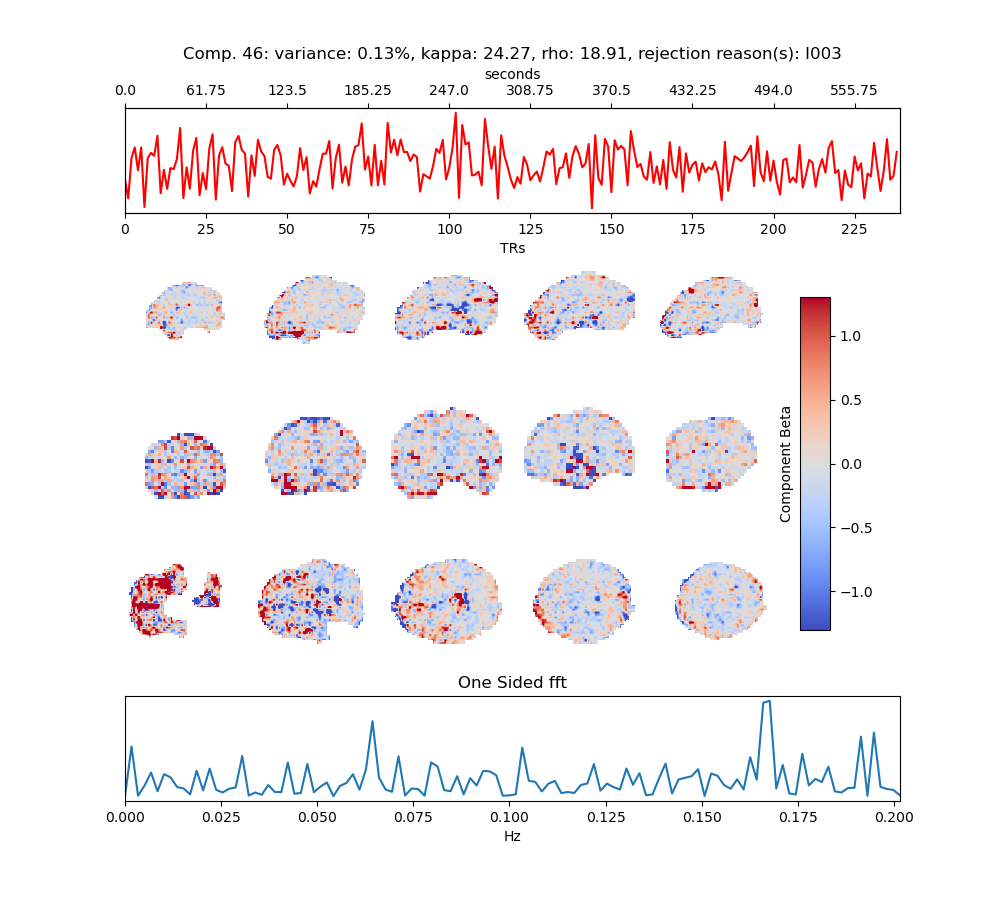 Comp. 46: variance: 0.13%, kappa: 24.27, rho: 18.91, rejection reason(s): I003
seconds
0.0 61.75 123.5 185.25 247.0 308.75 370.5 432.25 494.0 555.75
0 25 50 75 100 125 150 175 200 225
TRs
1.0
0.5
0.0
−0.5
−1.0
Component Beta
One Sided fft
0.000 0.025 0.050 0.075 0.100 0.125 0.150 0.175 0.200
Hz